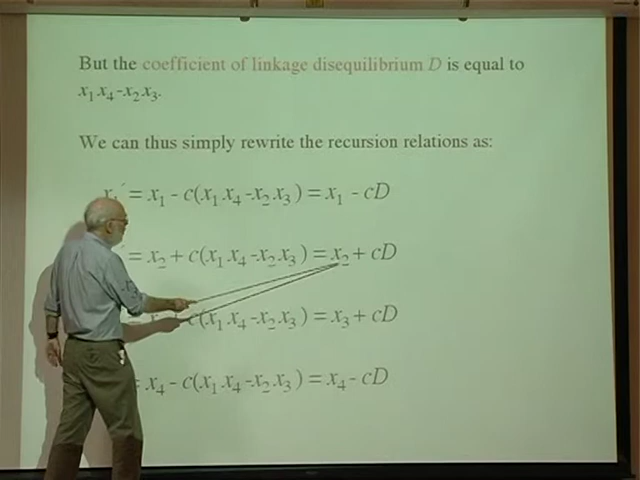 But the coefficient of linkage disequilibrium D is equal to
x₁x₄-x₂x₃.
We can thus simply rewrite the recursion relations as:
x₁′ = x₁ - c(x₁x₄-x₂x₃) = x₁ - cD
= x₂ + c(x₁x₄-x₂x₃) = x₂ + cD
c(x₁x₄-x₂x₃) = x₃ + cD
= x₄ - c(x₁x₄-x₂x₃) = x₄ - cD